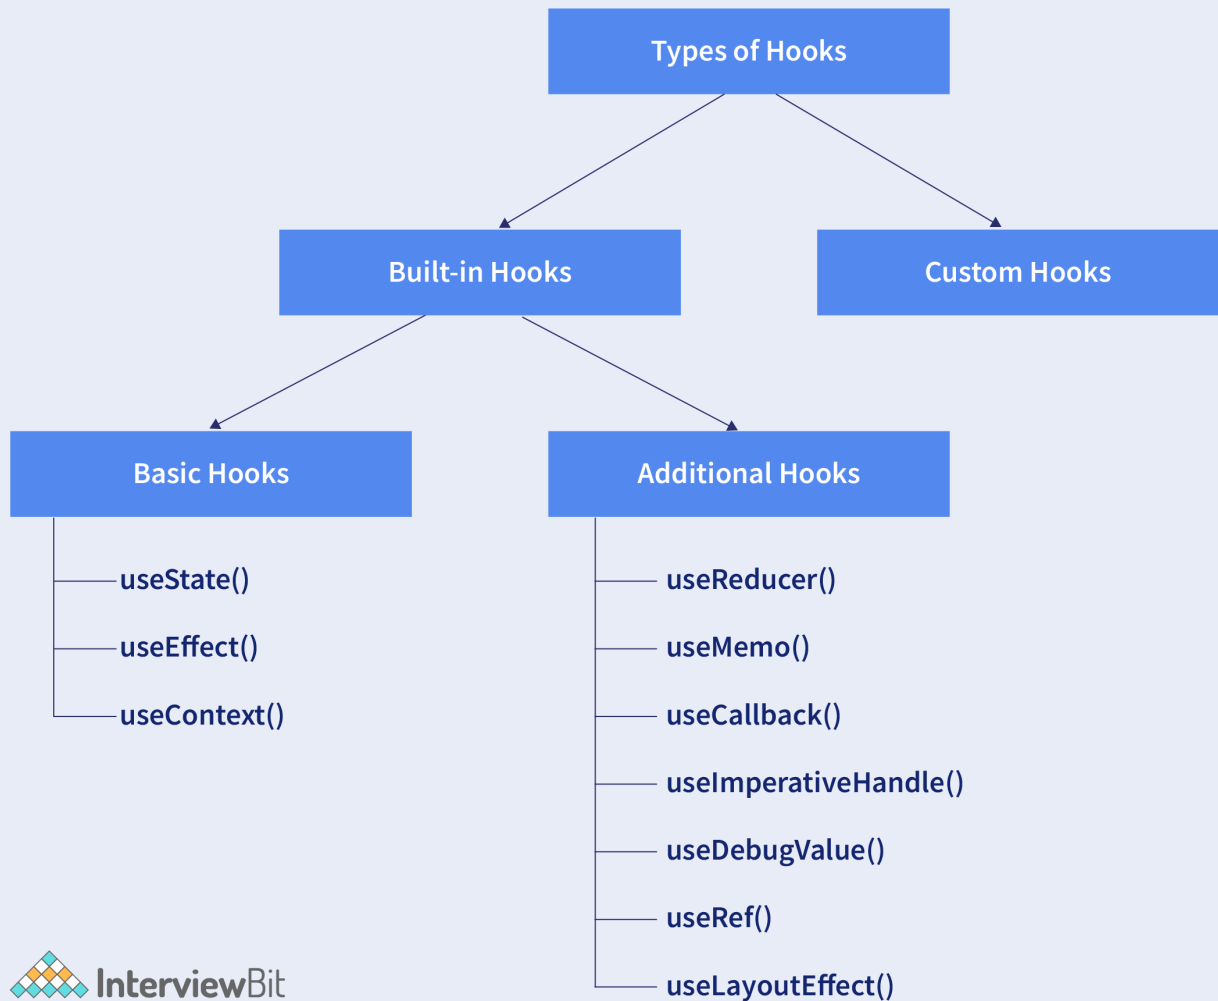 Types of Hooks
Built-in Hooks
Custom Hooks
Basic Hooks
Additional Hooks
useState()
useEffect()
useContext()
useReducer()
useMemo()
useCallback()
useImperativeHandle()
useDebugValue()
useRef()
useLayoutEffect()
InterviewBit